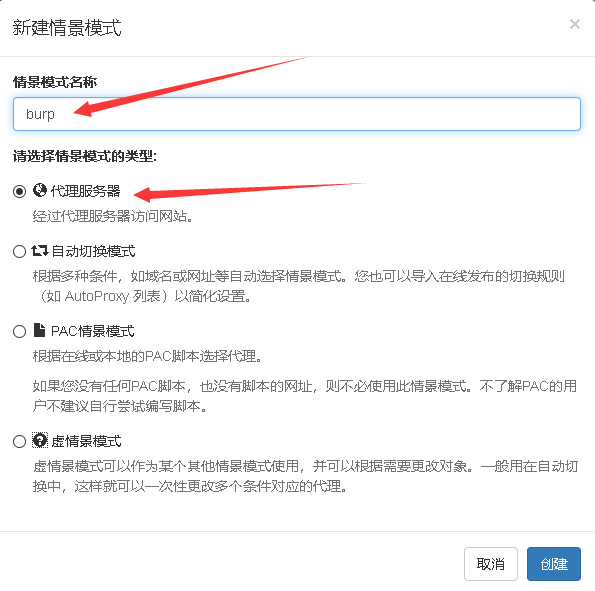 新建情景模式
×
情景模式名称
burp
请选择情景模式的类型:
代理服务器
经过代理服务器访问网站。
自动切换模式
根据多种条件，如域名或网址等自动选择情景模式。您也可以导入在线发布的切换规则
（如 AutoProxy 列表）以简化设置。
PAC情景模式
根据在线或本地的PAC脚本选择代理。
如果您没有任何PAC脚本，也没有脚本的网址，则不必使用此情景模式。不了解PAC的用
户不建议自行尝试编写脚本。
虚情景模式
虚情景模式可以作为某个其他情景模式使用，并可以根据需要更改对象。一般用在自动切
换中，这样就可以一次性更改多个条件对应的代理。
取消
创建